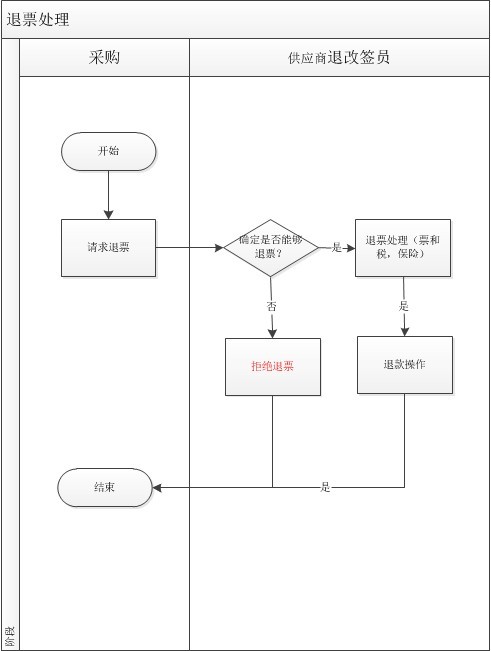 退票处理
采购
供应商退改签员
开始
请求退票
确定是否能够
退票？
是
退票处理（票和
税，保险）
否
是
拒绝退票
退款操作
结束
是
阶段